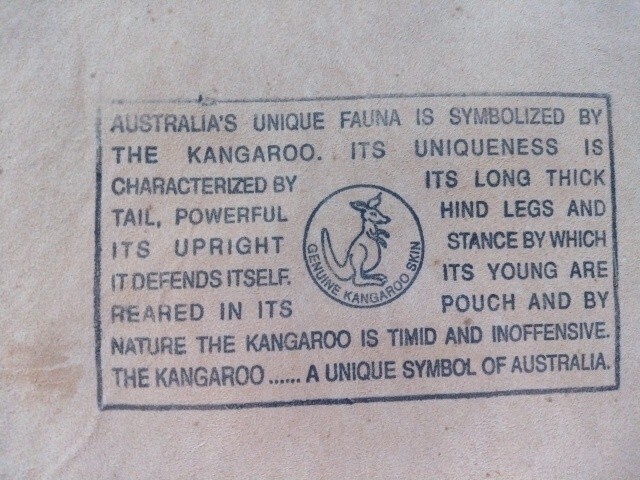 AUSTRALIA'S UNIQUE FAUNA IS SYMBOLIZED BY
THE KANGAROO. ITS UNIQUENESS IS
CHARACTERIZED BY ITS LONG THICK
TAIL, POWERFUL HIND LEGS AND
ITS UPRIGHT STANCE BY WHICH
IT DEFENDS ITSELF. ITS YOUNG ARE
REARED IN ITS POUCH AND BY
NATURE THE KANGAROO IS TIMID AND INOFFENSIVE.
THE KANGAROO ...... A UNIQUE SYMBOL OF AUSTRALIA.
GENUINE KANGAROO SKIN